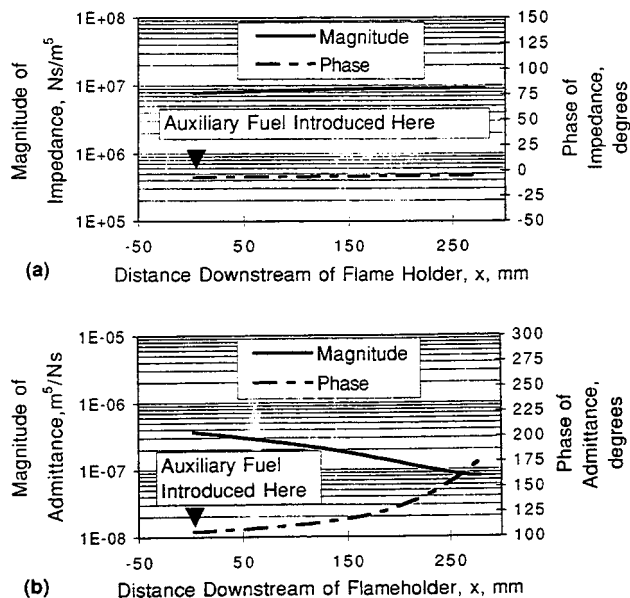 1E+08
1E+07
1E+06
1E+05
Magnitude of
Impedance, Ns/m⁵
Magnitude
Phase
Auxiliary Fuel Introduced Here
150
125
100
75
50
25
0
-25
-50
Phase of
Impedance,
degrees
-50 50 150 250
(a) Distance Downstream of Flame Holder, x, mm
1E-05
1E-06
1E-07
1E-08
Magnitude of
Admittance,m⁵/Ns
Magnitude
Phase
Auxiliary Fuel
Introduced Here
300
275
250
225
200
175
150
125
100
Phase of
Admittance,
degrees
-50 50 150 250
(b) Distance Downstream of Flameholder, x, mm